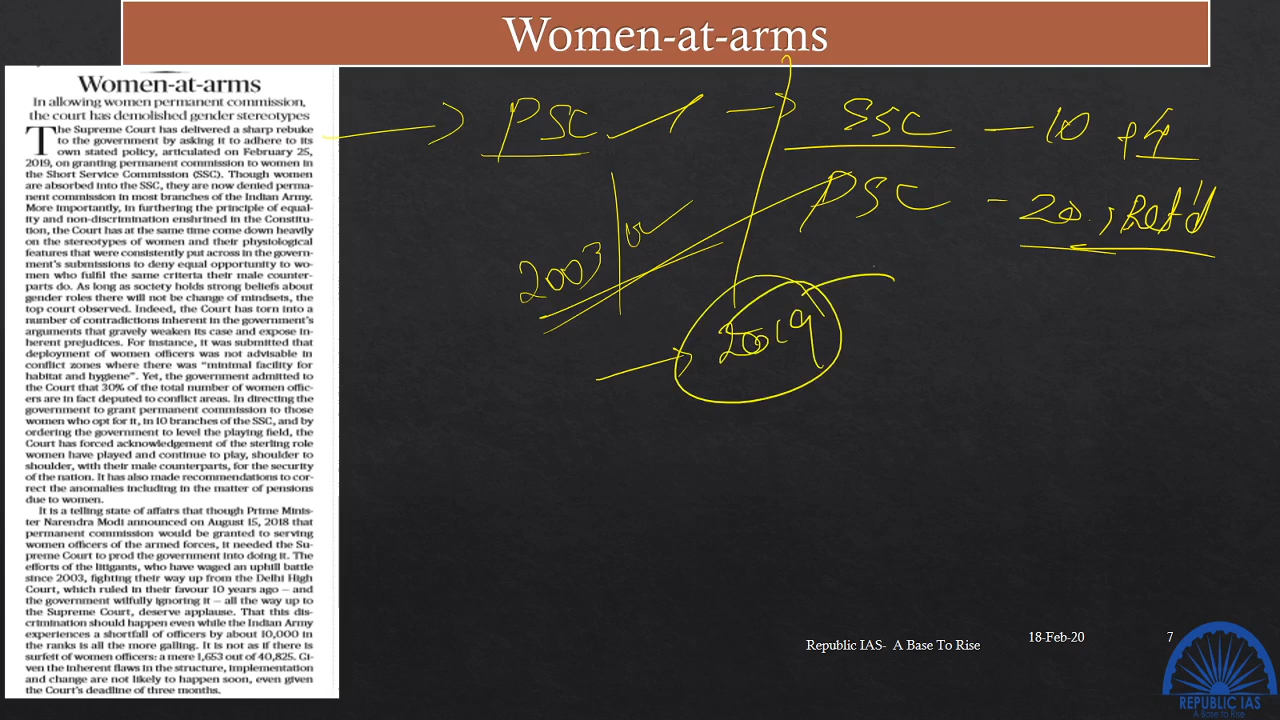 Women-at-arms
Women-at-arms
In allowing women permanent commission,
the court has demolished gender stereotypes
The Supreme Court has delivered a sharp rebuke
to the government by asking it to adhere to its
own stated policy, articulated on February 25,
2019, on granting permanent commission to women in
the Short Service Commission (SSC). Though women
are absorbed into the SSC, they are now denied perma-
nent commission in most branches of the Indian Army.
More importantly, in furthering the principle of equal-
ity and non-discrimination enshrined in the Constitu-
tion, the Court has at the same time come down heavily
on the stereotypes of women and their physiological
features that were consistently put across in the govern-
ment's submissions to deny equal opportunity to wo-
men who fulfil the same criteria their male counter-
parts do. As long as society holds strong beliefs about
gender roles there will not be change of mindsets, the
top court observed. Indeed, the Court has torn into a
number of contradictions inherent in the government's
arguments that gravely weaken its case and expose in-
herent prejudices. For instance, it was submitted that
deployment of women officers was not advisable in
conflict zones where there was "minimal facility for
habitat and hygiene". Yet, the government admitted to
the Court that 30% of the total number of women offic-
ers are in fact deputed to conflict areas. In directing the
government to grant permanent commission to those
women who opt for it, in 10 branches of the SSC, and by
ordering the government to level the playing field, the
Court has forced acknowledgement of the sterling role
women have played and continue to play, shoulder to
shoulder, with their male counterparts, for the security
of the nation. It has also made recommendations to cor-
rect the anomalies including in the matter of pensions
due to women.
It is a telling state of affairs that though Prime Minis-
ter Narendra Modi announced on August 15, 2018 that
permanent commission would be granted to serving
women officers of the armed forces, it needed the Su-
preme Court to prod the government into doing it. The
efforts of the litigants, who have waged an uphill battle
since 2003, fighting their way up from the Delhi High
Court, which ruled in their favour 10 years ago — and
the government wilfully ignoring it — all the way up to
the Supreme Court, deserve applause. That this dis-
crimination should happen even while the Indian Army
experiences a shortfall of officers by about 10,000 in
the ranks is all the more galling. It is not as if there is
surfeit of women officers: a mere 1,653 out of 40,825. Gi-
ven the inherent flaws in the structure, implementation
and change are not likely to happen soon, even given
the Court's deadline of three months.
PSC SSC - 10 +4
PSC - 20, Ret'd
2003
2019
Republic IAS- A Base To Rise
18-Feb-20
7
REPUBLIC IAS
A Base to Rise